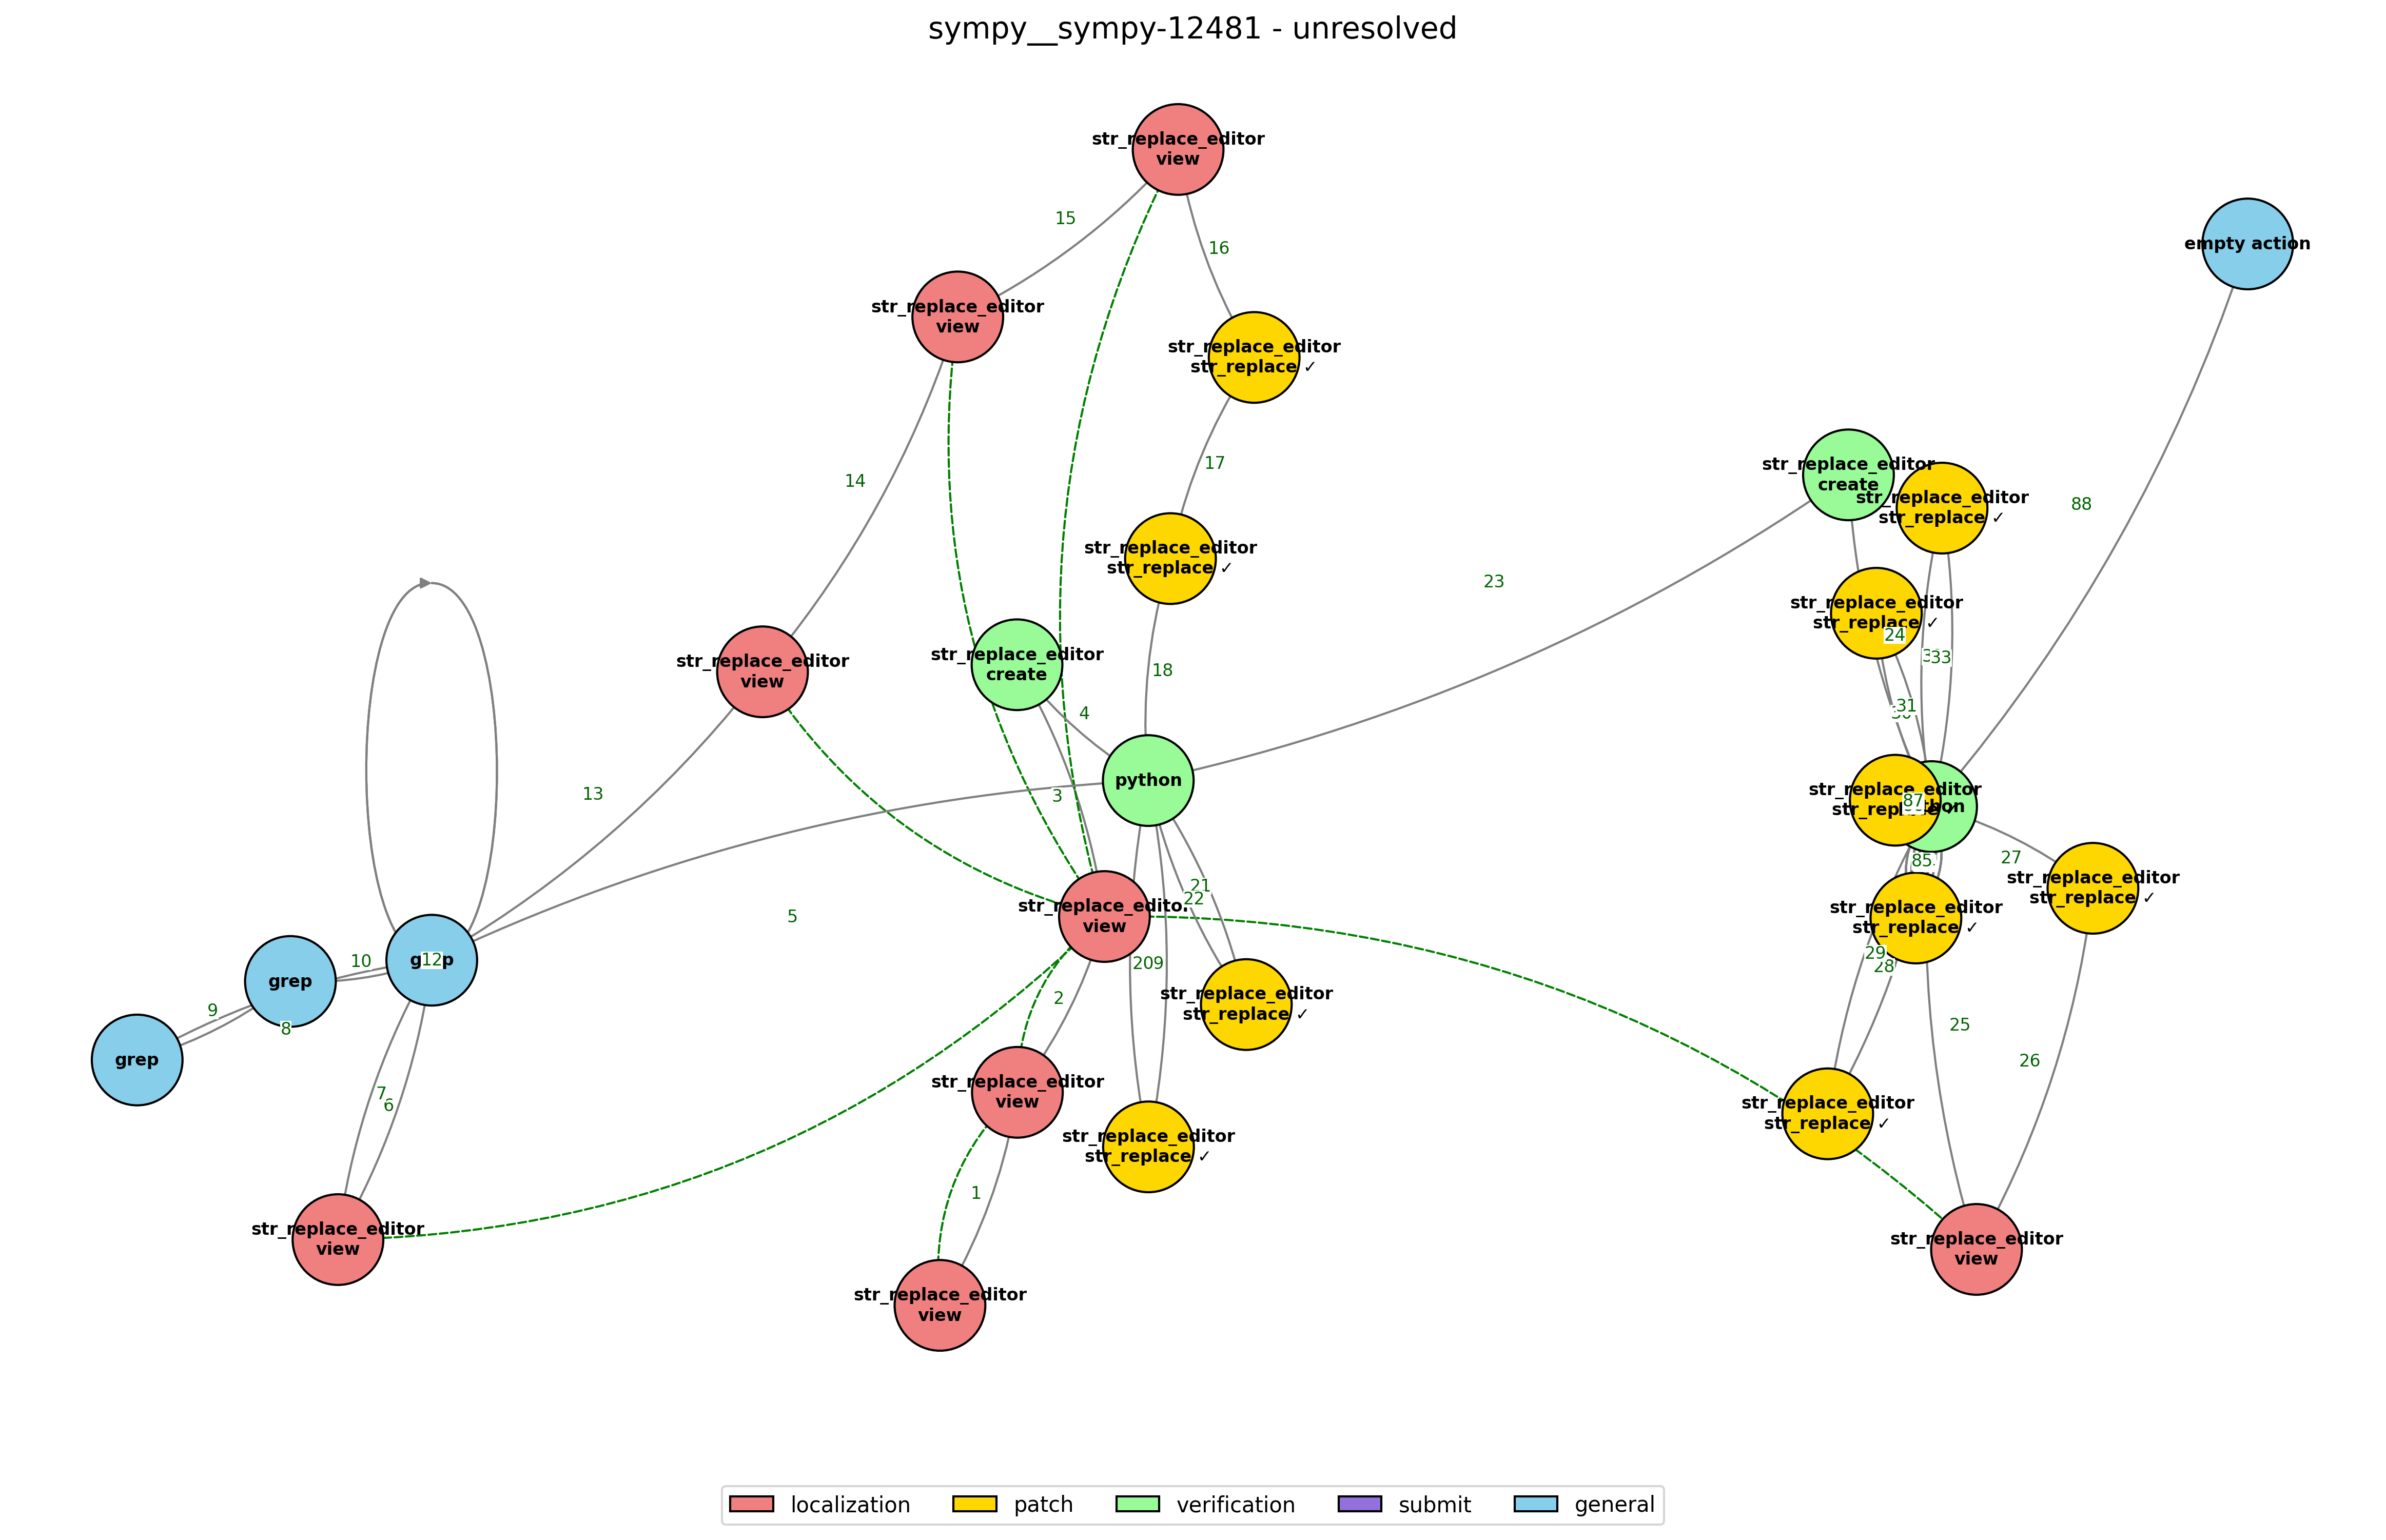 sympy__sympy-12481 - unresolved
str_replace_editor
view
15
16
str_replace_editor
view
str_replace_editor
str_replace ✓
empty action
14
17
88
str_replace_editor
create
str_replace_editor
str_replace ✓
str_replace_editor
str_replace ✓
23
str_replace_editor
str_replace ✓
24
33
str_replace_editor
view
str_replace_editor
create
18
4
31
13
3
python
str_replace_editor
87
85
27
5
21
22
str_replace_editor
view
str_replace_editor
str_replace ✓
str_replace_editor
str_replace ✓
10
12
grep
29
28
209
2
9
8
str_replace_editor
str_replace ✓
25
26
grep
7
6
str_replace_editor
view
str_replace_editor
str_replace ✓
str_replace_editor
str_replace ✓
1
str_replace_editor
view
str_replace_editor
view
str_replace_editor
view
localization
patch
verification
submit
general